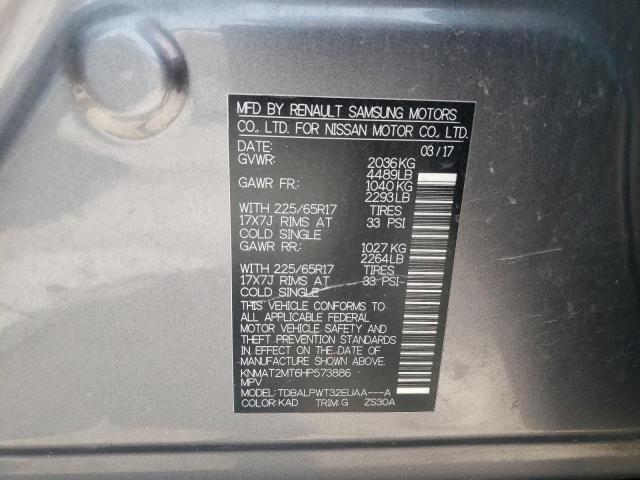 MFD BY RENAULT SAMSUNG MOTORS
CO., LTD. FOR NISSAN MOTOR CO., LTD.
DATE: 03/17
GVWR: 2036KG
4489LB
GAWR FR: 1040KG
2293LB
WITH 225/65R17 TIRES
17X7J RIMS AT 33 PSI
COLD SINGLE
GAWR RR: 1027KG
2264LB
WITH 225/65R17 TIRES
17X7J RIMS AT 33 PSI
COLD SINGLE
THIS VEHICLE CONFORMS TO
ALL APPLICABLE FEDERAL
MOTOR VEHICLE SAFETY AND
THEFT PREVENTION STANDARDS
IN EFFECT ON THE DATE OF
MANUFACTURE SHOWN ABOVE.
KNMAT2MT6HP573886
MPV
MODEL: TDBALPWT32EUAA---A
COLOR: KAD TRIM: G ZS30A